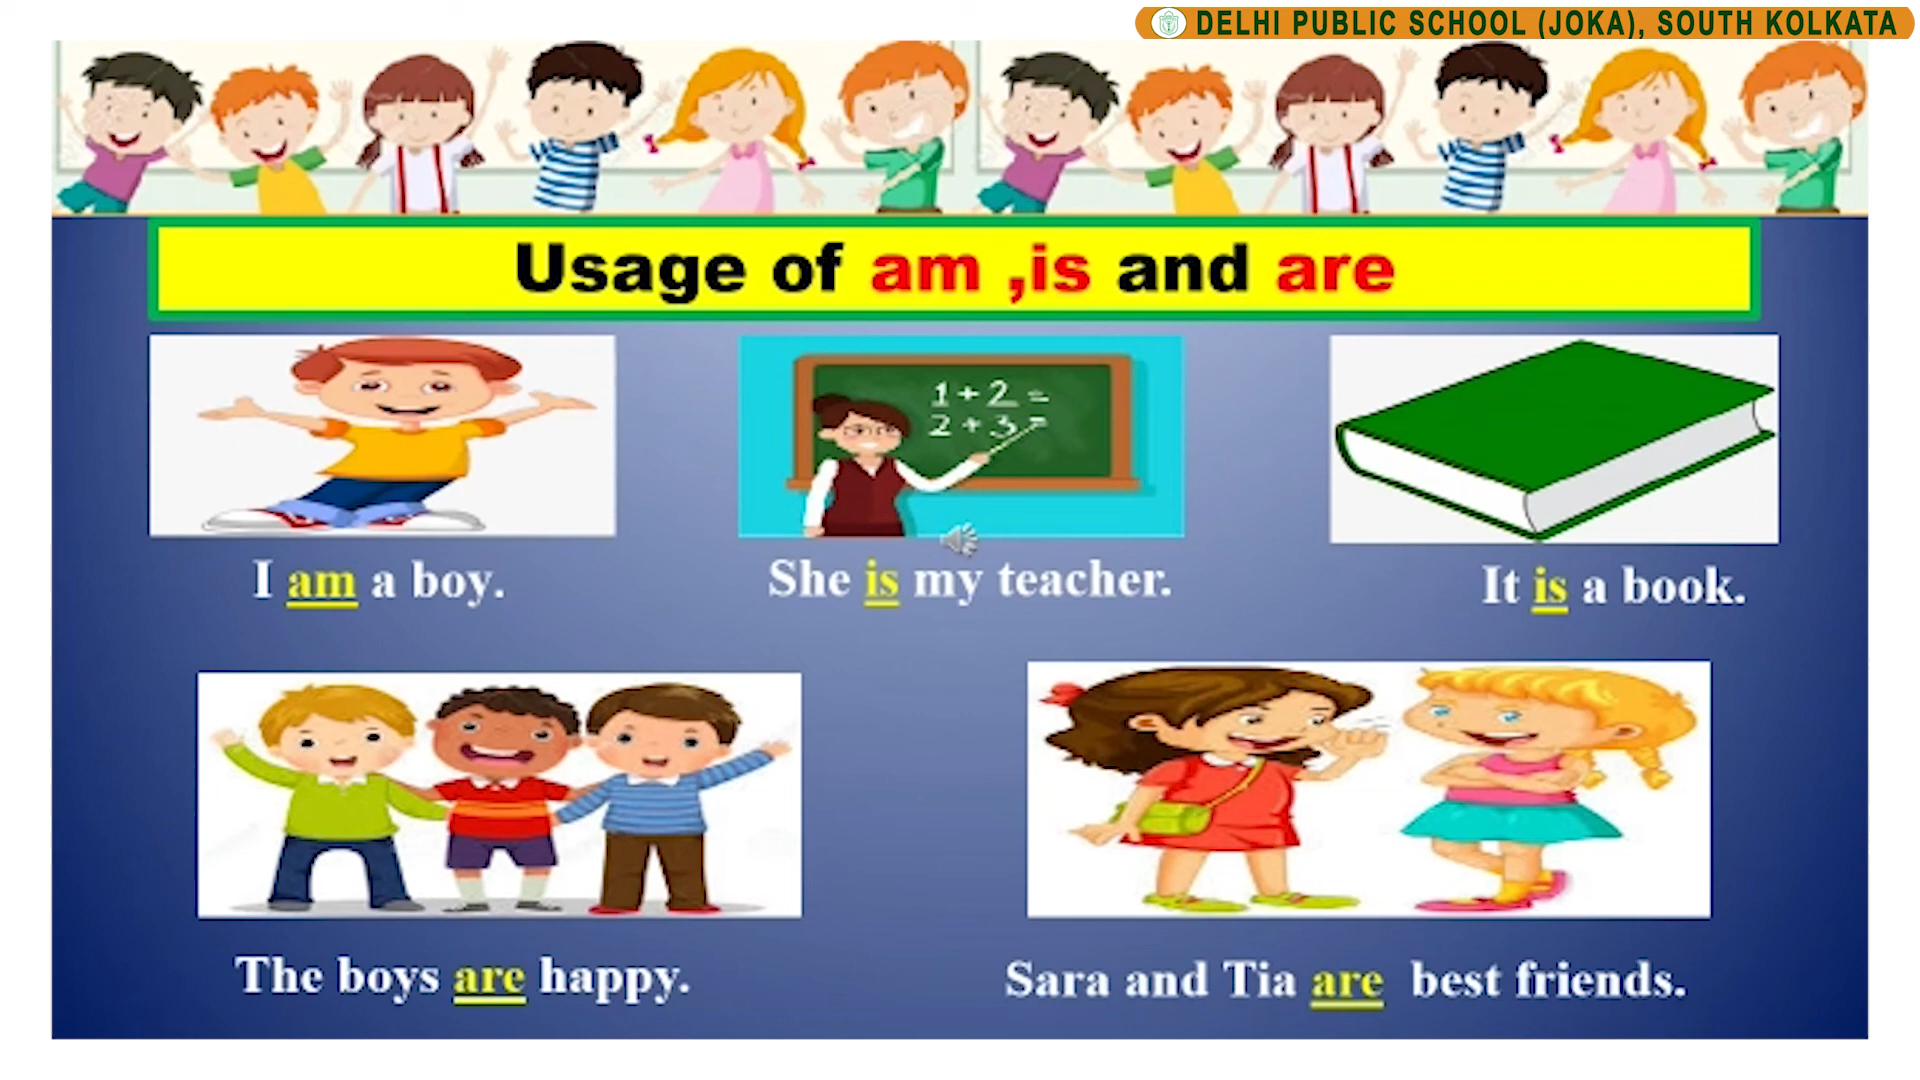 DELHI PUBLIC SCHOOL (JOKA), SOUTH KOLKATA
Usage of am ,is and are
1+2=
2+3=
I am a boy.
She is my teacher.
It is a book.
The boys are happy.
Sara and Tia are best friends.